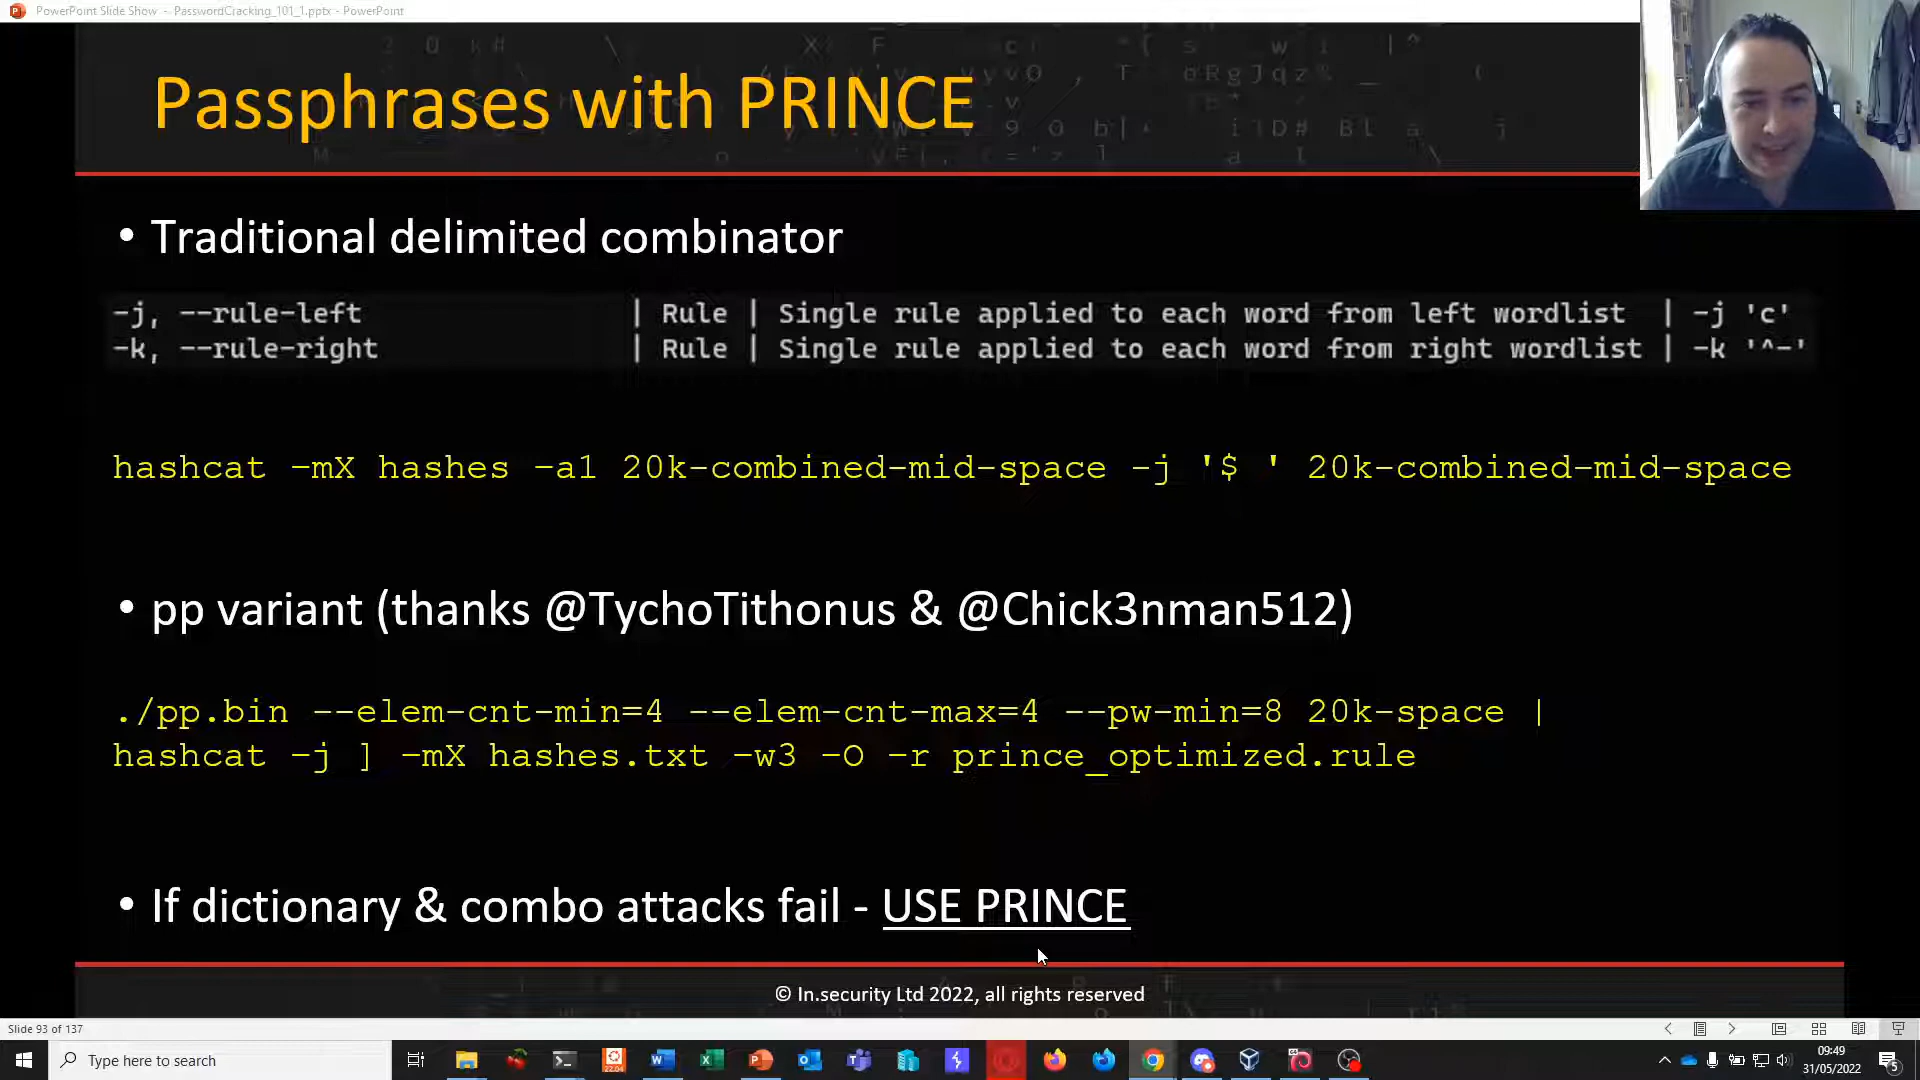 PowerPoint Slide Show - PasswordCracking_101_1.pptx - PowerPoint
Passphrases with PRINCE
• Traditional delimited combinator
-j, --rule-left | Rule | Single rule applied to each word from left wordlist | -j 'c'
-k, --rule-right | Rule | Single rule applied to each word from right wordlist | -k '^-'
hashcat –mX hashes –a1 20k-combined-mid-space –j '$ ' 20k-combined-mid-space
• pp variant (thanks @TychoTithonus & @Chick3nman512)
./pp.bin --elem-cnt-min=4 --elem-cnt-max=4 --pw-min=8 20k-space |
hashcat –j ] –mX hashes.txt –w3 –O –r prince_optimized.rule
• If dictionary & combo attacks fail - USE PRINCE
© In.security Ltd 2022, all rights reserved
Slide 93 of 137
Type here to search
22.04
09:49
31/05/2022
5